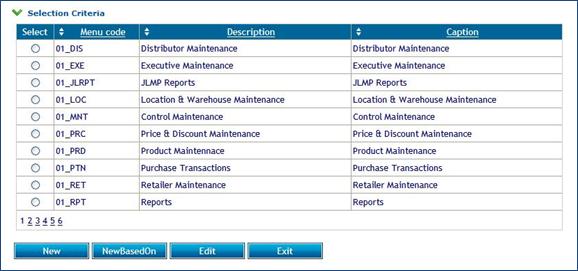 Selection Criteria
Select Menu code Description Caption
01_DIS Distributor Maintenance Distributor Maintenance
01_EXE Executive Maintenance Executive Maintenance
01_JLRPT JLMP Reports JLMP Reports
01_LOC Location & Warehouse Maintenance Location & Warehouse Maintenance
01_MNT Control Maintenance Control Maintenance
01_PRC Price & Discount Maintenance Price & Discount Maintenance
01_PRD Product Maintennace Product Maintenance
01_PTN Purchase Transactions Purchase Transactions
01_RET Retailer Maintenance Retailer Maintenance
01_RPT Reports Reports
1 2 3 4 5 6
New NewBasedOn Edit Exit